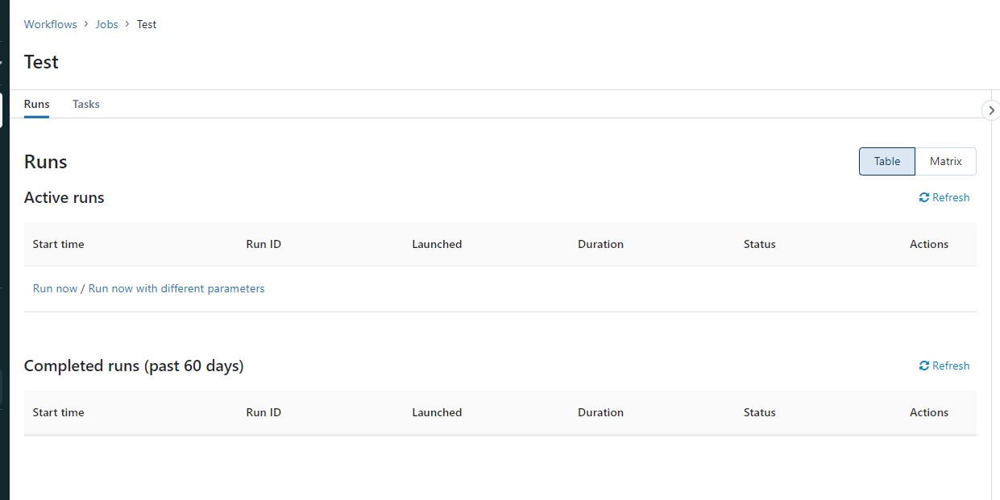 Workflows > Jobs > Test
Test
Runs Tasks
Runs
Table Matrix
Active runs
Refresh
Start time Run ID Launched Duration Status Actions
Run now / Run now with different parameters
Completed runs (past 60 days)
Refresh
Start time Run ID Launched Duration Status Actions